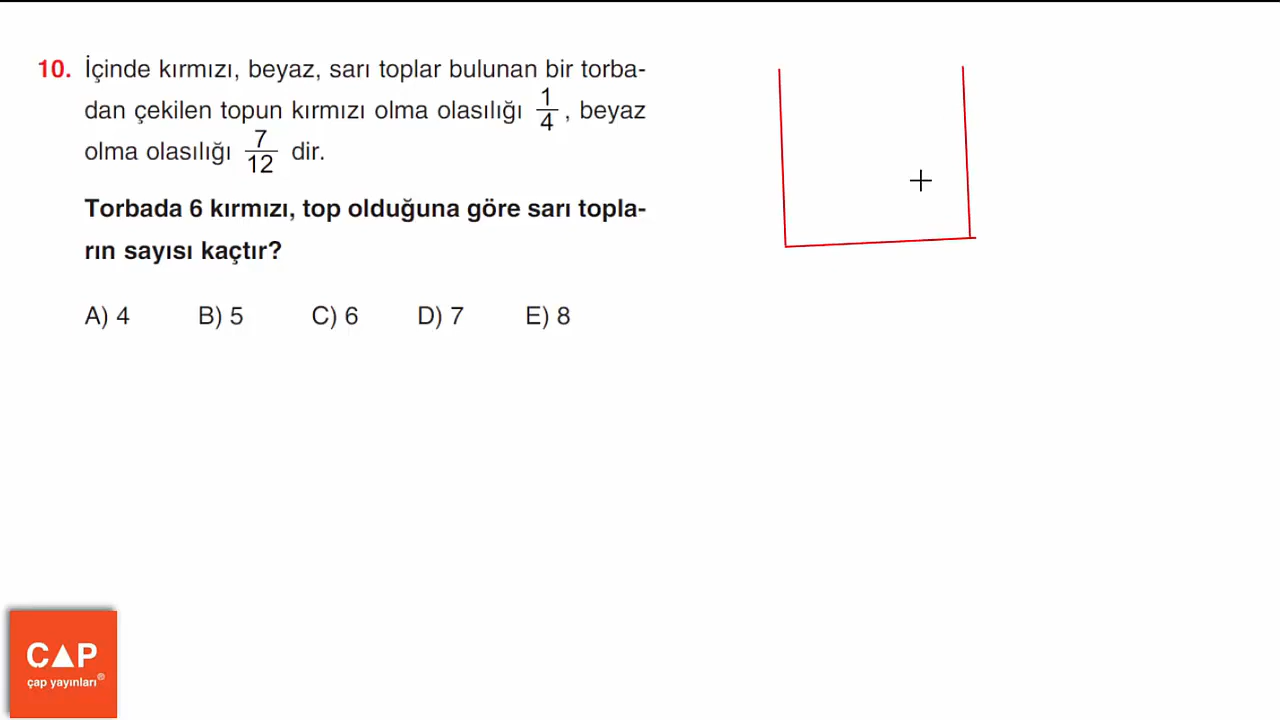 10. İçinde kırmızı, beyaz, sarı toplar bulunan bir torba-
dan çekilen topun kırmızı olma olasılığı 1/4, beyaz
olma olasılığı 7/12 dir.
Torbada 6 kırmızı, top olduğuna göre sarı topla-
rın sayısı kaçtır?
A) 4 B) 5 C) 6 D) 7 E) 8
CAP
çap yayınları®